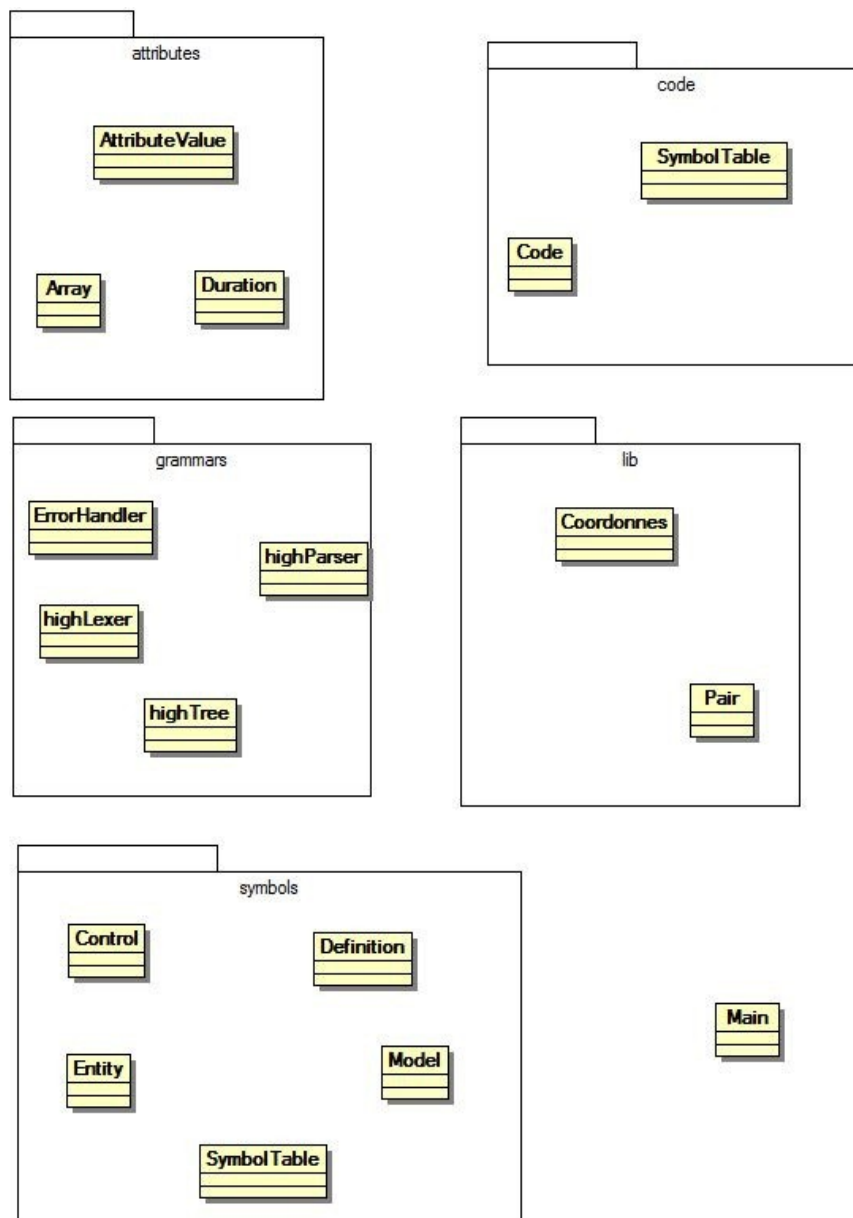 attributes
AttributeValue
Array
Duration
code
SymbolTable
Code
grammars
ErrorHandler
highParser
highLexer
highTree
lib
Coordonnes
Pair
symbols
Control
Definition
Entity
Model
SymbolTable
Main